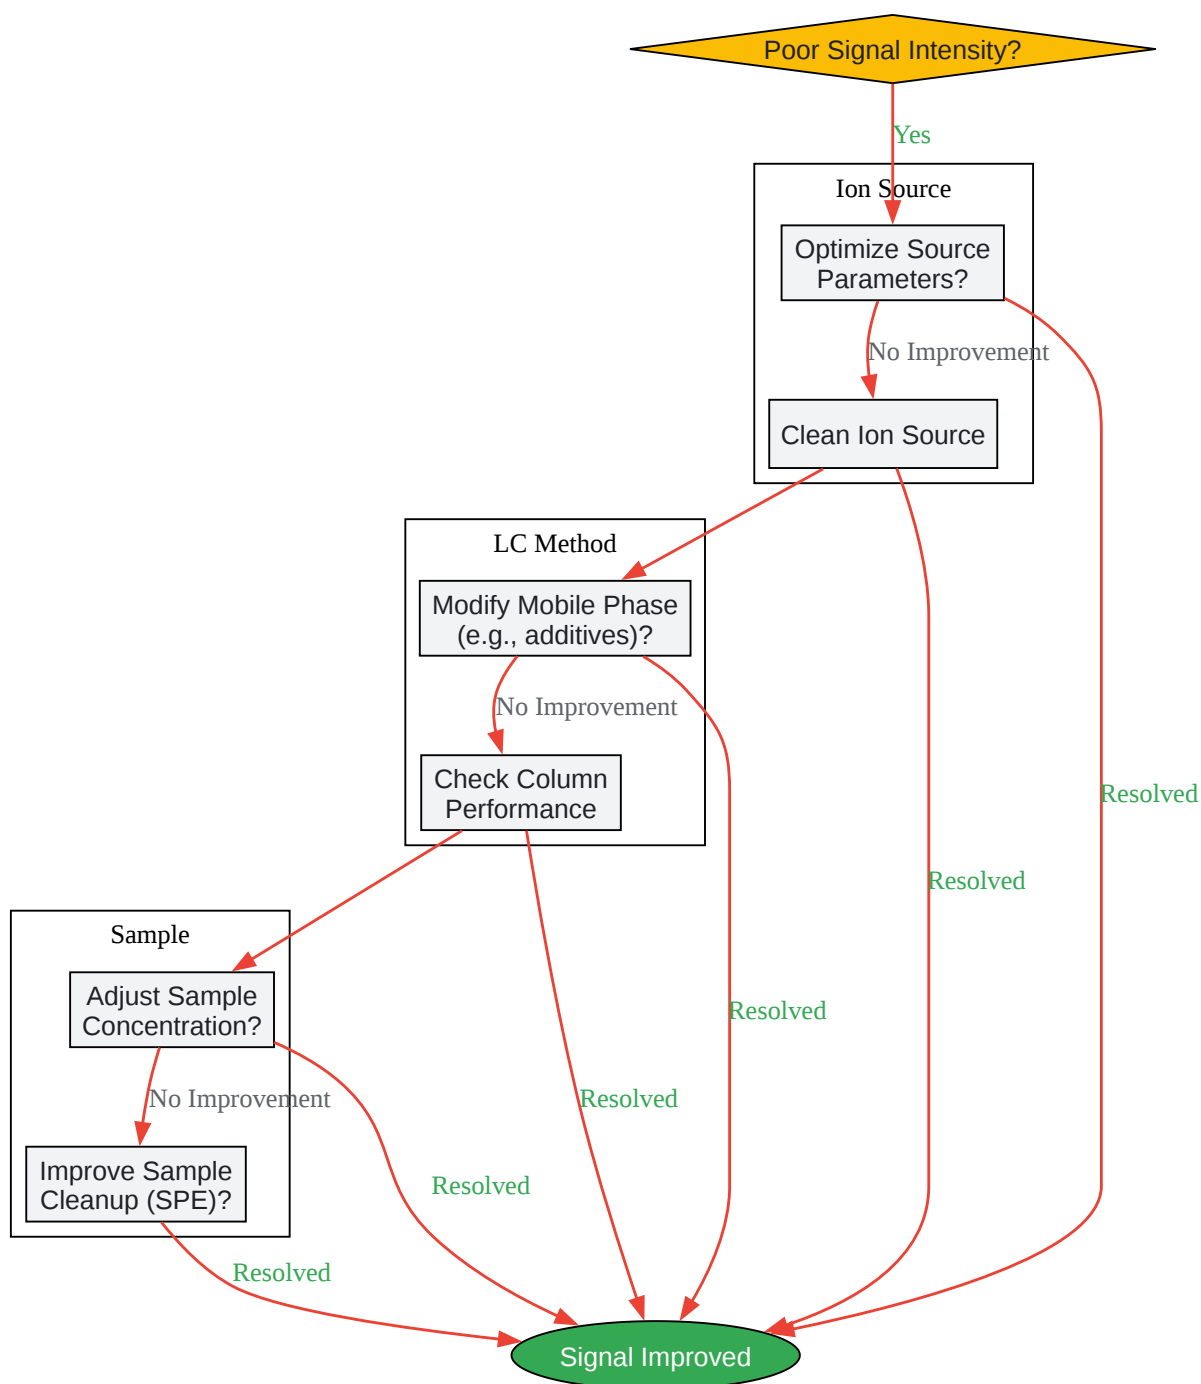 Poor Signal Intensity?
Yes
Ion Source
Optimize Source
Parameters?
No Improvement
Clean Ion Source
LC Method
Modify Mobile Phase
(e.g., additives)?
No Improvement
Check Column
Performance
Resolved
Resolved
Sample
Adjust Sample
Concentration?
Resolved
No Improvement
Resolved
Improve Sample
Cleanup (SPE)?
Resolved
Resolved
Signal Improved